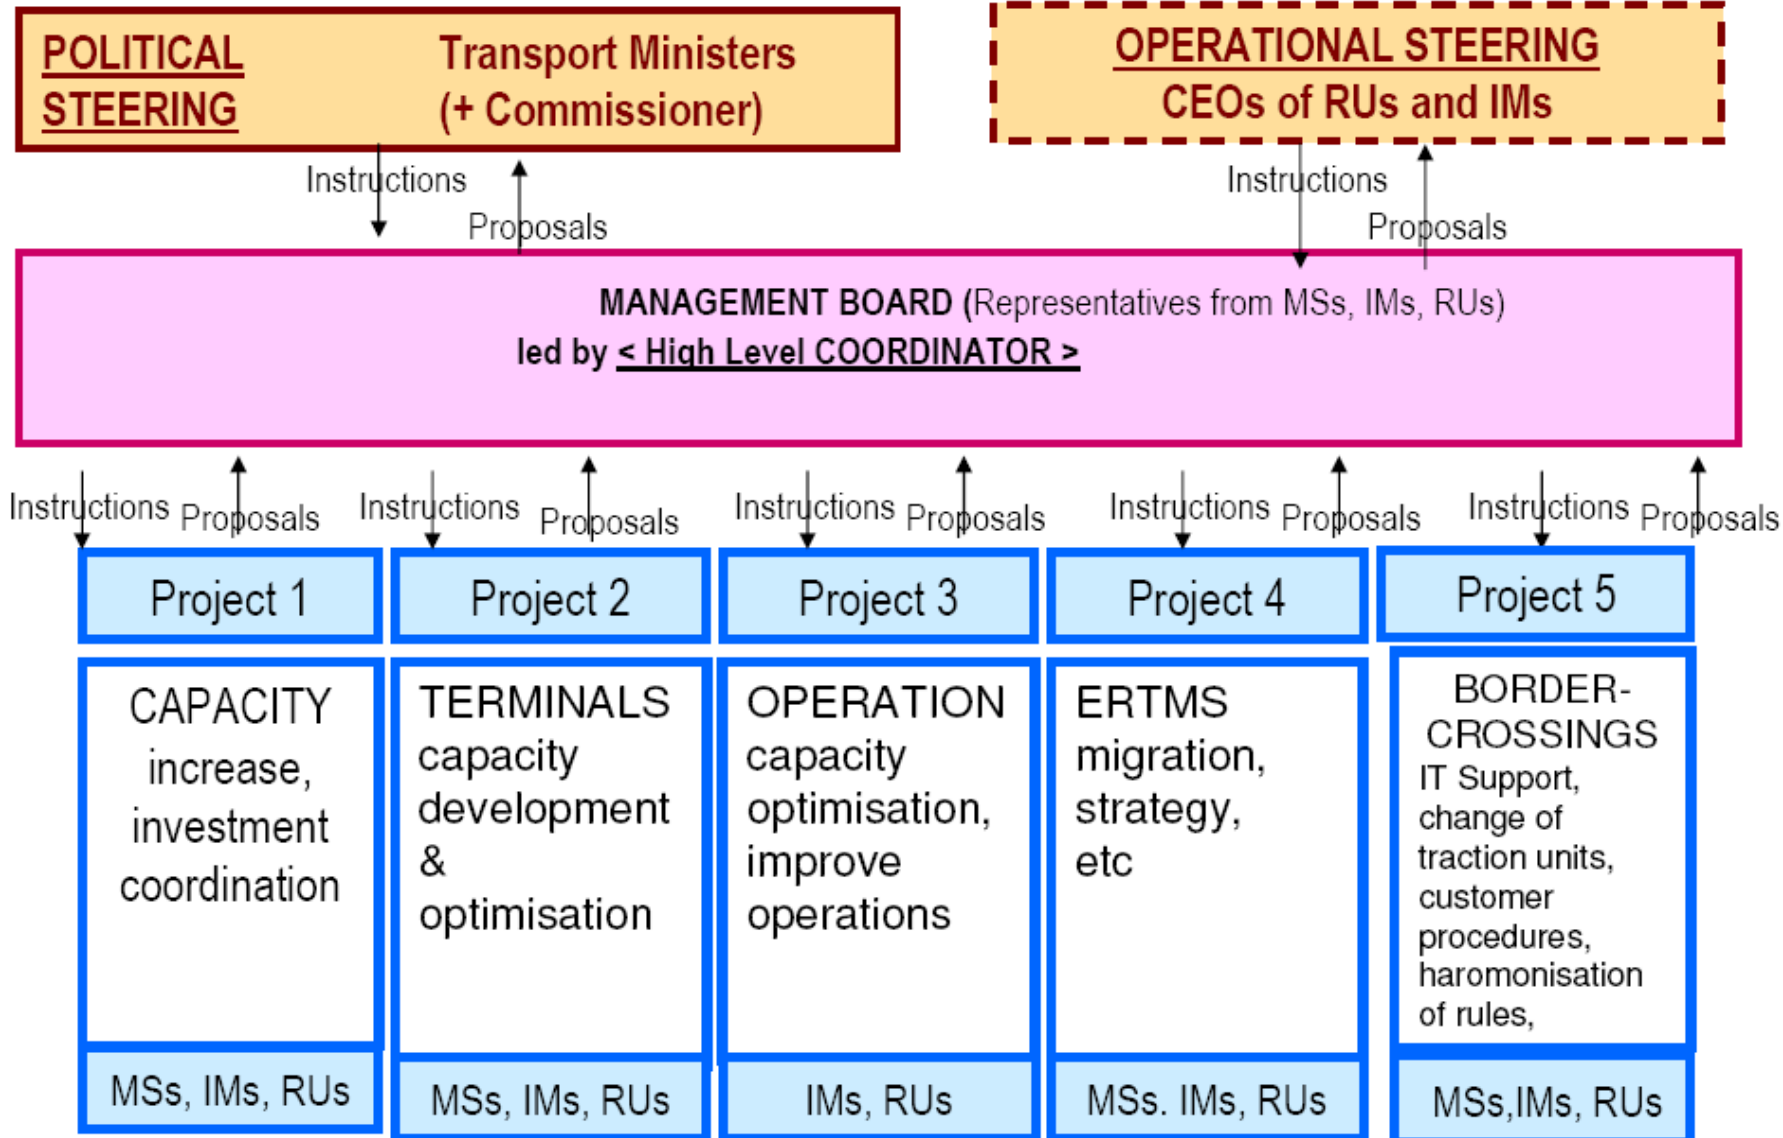 POLITICAL
STEERING
Transport Ministers
(+ Commissioner)
OPERATIONAL STEERING
CEOs of RUs and IMs
Instructions
Proposals
Instructions
Proposals
MANAGEMENT BOARD (Representatives from MSs, IMs, RUs)
led by < High Level COORDINATOR >
Instructions
Proposals
Instructions
Proposals
Instructions
Proposals
Instructions
Proposals
Instructions
Proposals
Project 1
CAPACITY
increase,
investment
coordination
MSs, IMs, RUs
Project 2
TERMINALS
capacity
development
&
optimisation
MSs, IMs, RUs
Project 3
OPERATION
capacity
optimisation,
improve
operations
IMs, RUs
Project 4
ERTMS
migration,
strategy,
etc
MSs. IMs, RUs
Project 5
BORDER-
CROSSINGS
IT Support,
change of
traction units,
customer
procedures,
haromonisation
of rules,
MSs,IMs, RUs